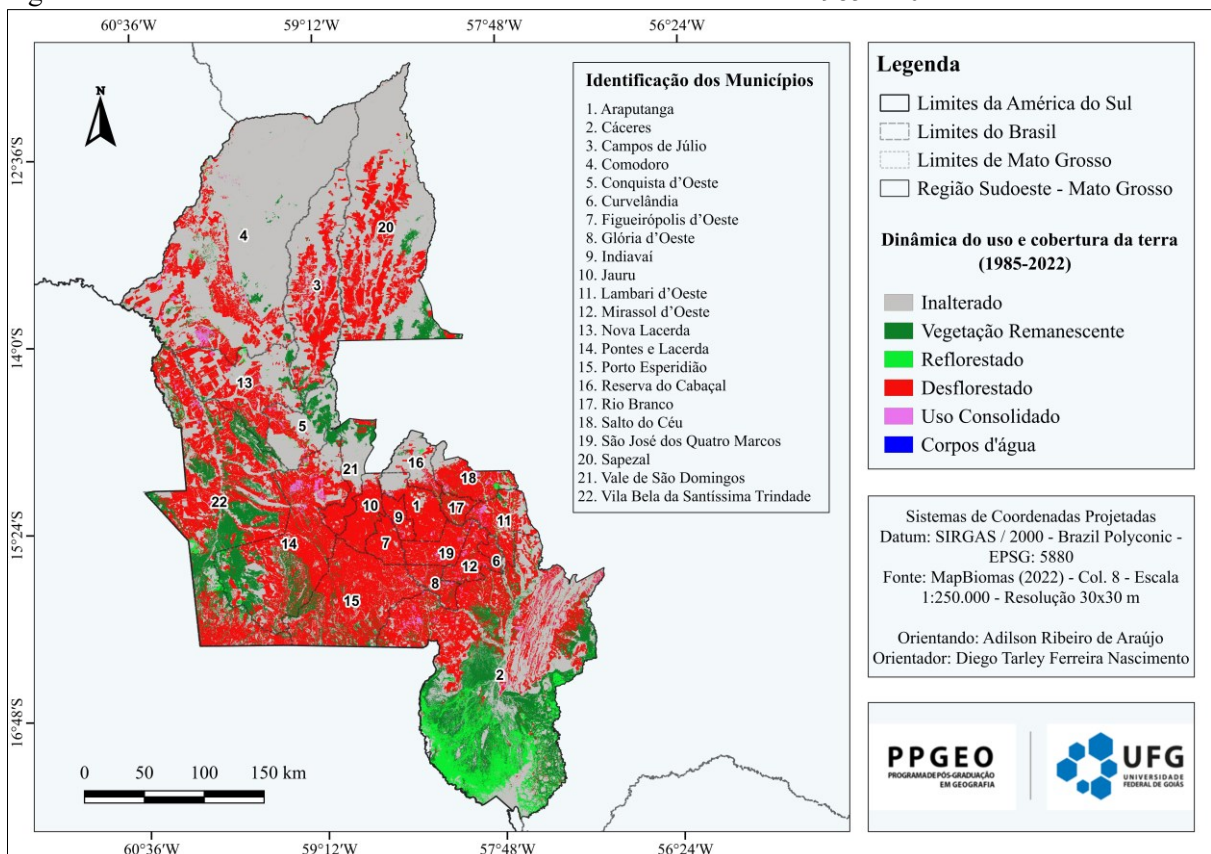 60°36'W 59°12'W 57°48'W 56°24'W
12°36'S
14°0'S
15°24'S
16°48'S
N
Identificação dos Municípios
1. Araputanga
2. Cáceres
3. Campos de Júlio
4. Comodoro
5. Conquista d'Oeste
6. Curvelândia
7. Figueirópolis d'Oeste
8. Glória d'Oeste
9. Indiavaí
10. Jauru
11. Lambari d'Oeste
12. Mirassol d'Oeste
13. Nova Lacerda
14. Pontes e Lacerda
15. Porto Esperidião
16. Reserva do Cabaçal
17. Rio Branco
18. Salto do Céu
19. São José dos Quatro Marcos
20. Sapezal
21. Vale de São Domingos
22. Vila Bela da Santíssima Trindade
4
20
3
13
5
21
16
18
10
1
17
9
11
22
14
7
19
12
6
8
15
2
0 50 100 150 km
60°36'W 59°12'W 57°48'W 56°24'W
Legenda
Limites da América do Sul
Limites do Brasil
Limites de Mato Grosso
Região Sudoeste - Mato Grosso
Dinâmica do uso e cobertura da terra
(1985-2022)
Inalterado
Vegetação Remanescente
Reflorestado
Desflorestado
Uso Consolidado
Corpos d'água
Sistemas de Coordenadas Projetadas
Datum: SIRGAS / 2000 - Brazil Polyconic -
EPSG: 5880
Fonte: MapBiomas (2022) - Col. 8 - Escala
1:250.000 - Resolução 30x30 m
Orientando: Adilson Ribeiro de Araújo
Orientador: Diego Tarley Ferreira Nascimento
PPGEO
PROGRAMA DE PÓS-GRADUAÇÃO
EM GEOGRAFIA
UFG
UNIVERSIDADE
FEDERAL DE GOIÁS